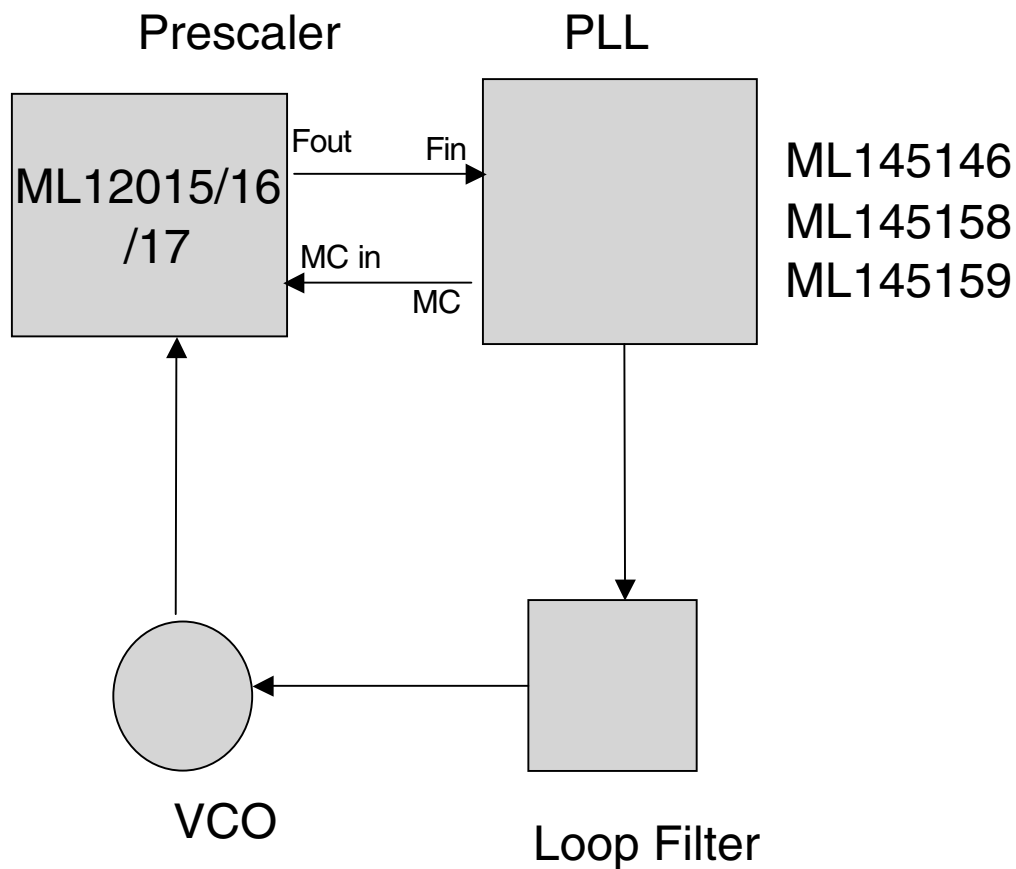 Prescaler
PLL
Fout
Fin
ML12015/16
/17
MC in
MC
ML145146
ML145158
ML145159
VCO
Loop Filter